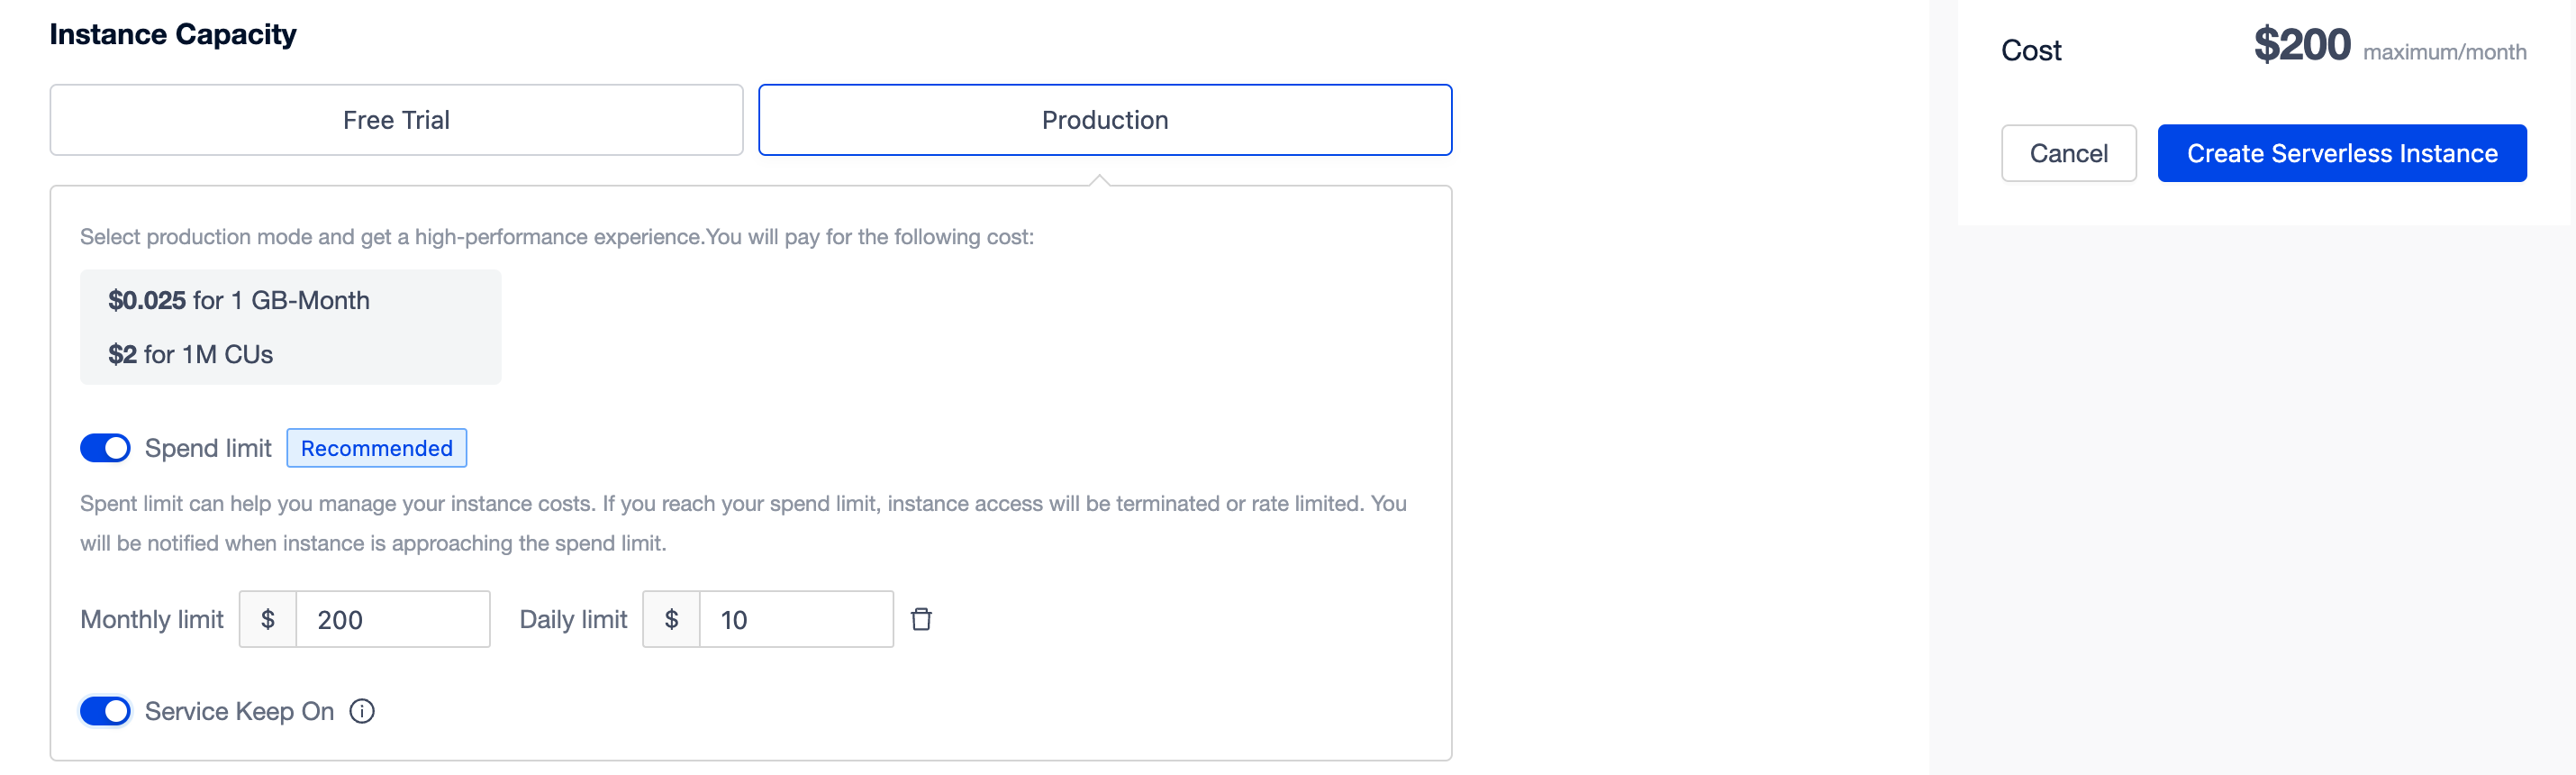 Instance Capacity
Free Trial
Production
Select production mode and get a high-performance experience.You will pay for the following cost:
$0.025 for 1 GB-Month
$2 for 1M CUs
Spend limit Recommended
Spent limit can help you manage your instance costs. If you reach your spend limit, instance access will be terminated or rate limited. You
will be notified when instance is approaching the spend limit.
Monthly limit $ 200 Daily limit $ 10
Service Keep On
Cost $200 maximum/month
Cancel Create Serverless Instance